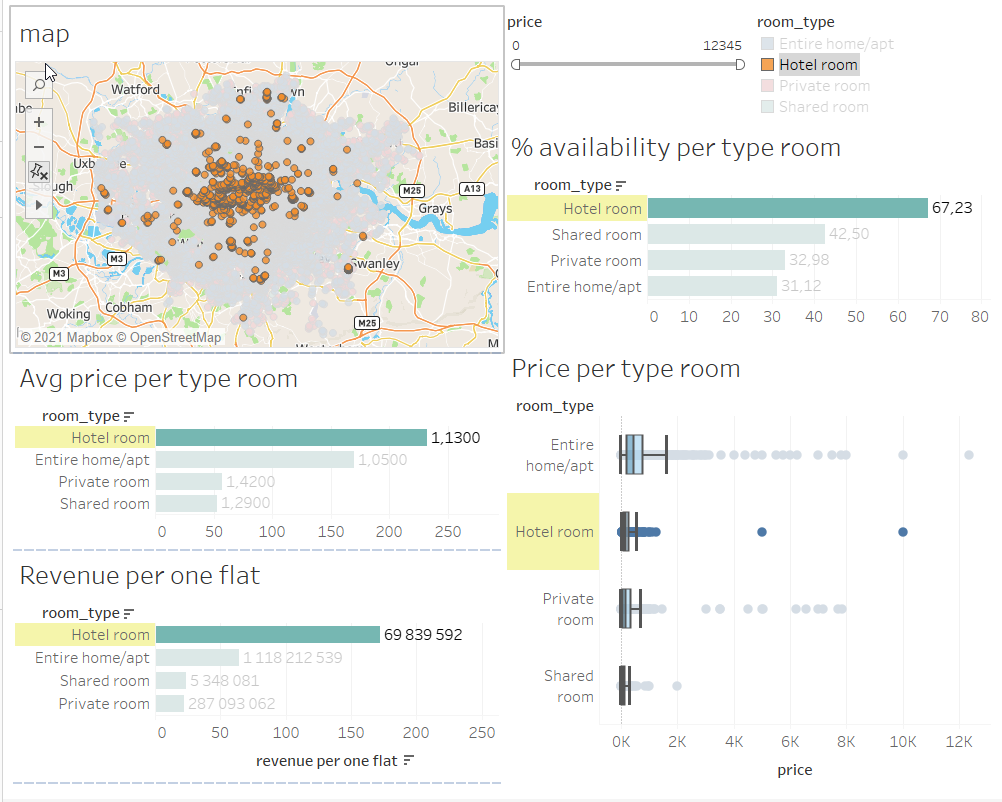 map
Watford
Enfi
wn
Ongar
Billericay
Basi
Uxb
e
Slough
M25
A13
Grays
M3
M3
Swanley
Cobham
Woking
M25
M
© 2021 Mapbox © OpenStreetMap
price
0 12345
room_type
Entire home/apt
Hotel room
Private room
Shared room
% availability per type room
room_type
Hotel room 67,23
Shared room 42,50
Private room 32,98
Entire home/apt 31,12
0 10 20 30 40 50 60 70 80
Avg price per type room
room_type
Hotel room 1,1300
Entire home/apt 1,0500
Private room 1,4200
Shared room 1,2900
0 50 100 150 200 250
Revenue per one flat
room_type
Hotel room 69 839 592
Entire home/apt 1 118 212 539
Shared room 5 348 081
Private room 287 093 062
0 50 100 150 200 250
revenue per one flat
Price per type room
room_type
Entire
home/apt
Hotel room
Private
room
Shared
room
0K 2K 4K 6K 8K 10K 12K
price